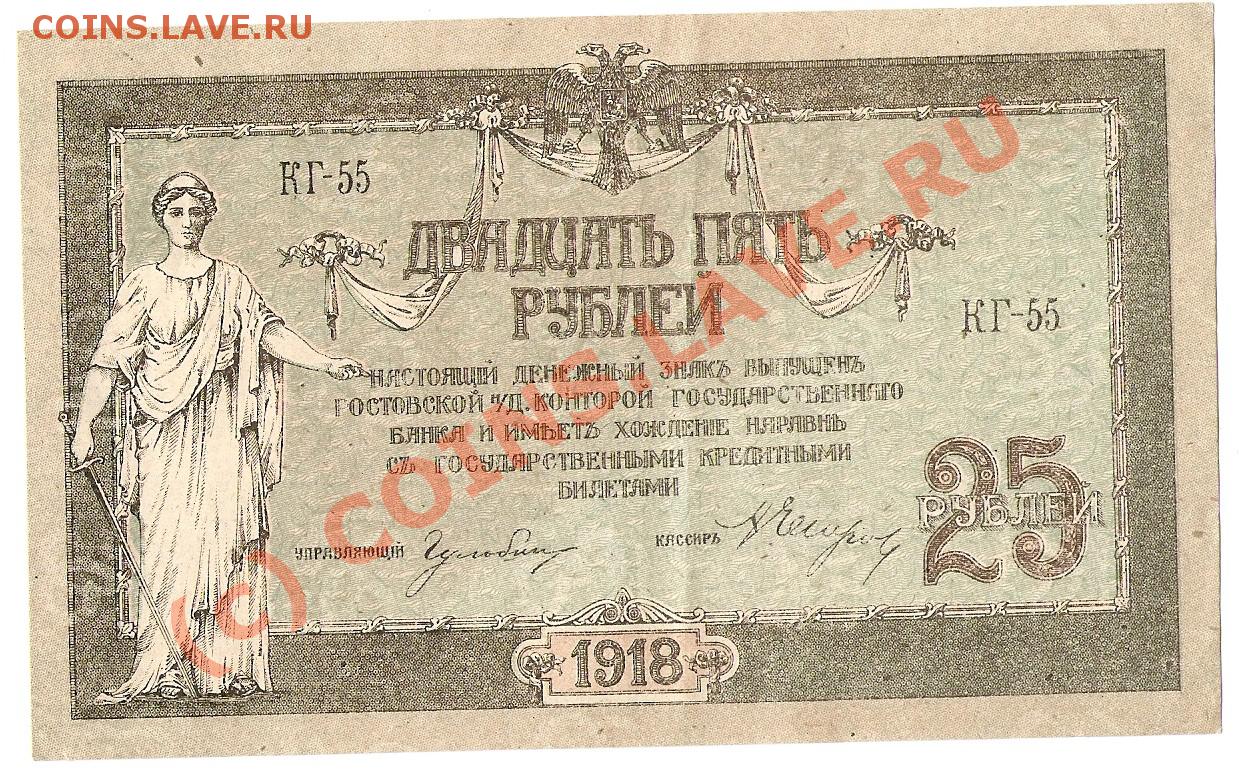 COINS.LAVE.RU
КГ-55
ДВАДЦАТЬ ПЯТЬ
РУБЛЕЙ
КГ-55
НАСТОЯЩІЙ ДЕНЕЖНЫЙ ЗНАКЪ ВЫПУЩЕНЪ
РОСТОВСКОЙ Н/Д. КОНТОРОЙ ГОСУДАРСТВЕННАГО
БАНКА И ИМѢЕТЪ ХОЖДЕНІЕ НАРАВНѢ
СЪ ГОСУДАРСТВЕННЫМИ КРЕДИТНЫМИ
БИЛЕТАМИ
25
РУБЛЕЙ
УПРАВЛЯЮЩІЙ
КАССИРЪ
1918
(c) COINS.LAVE.RU